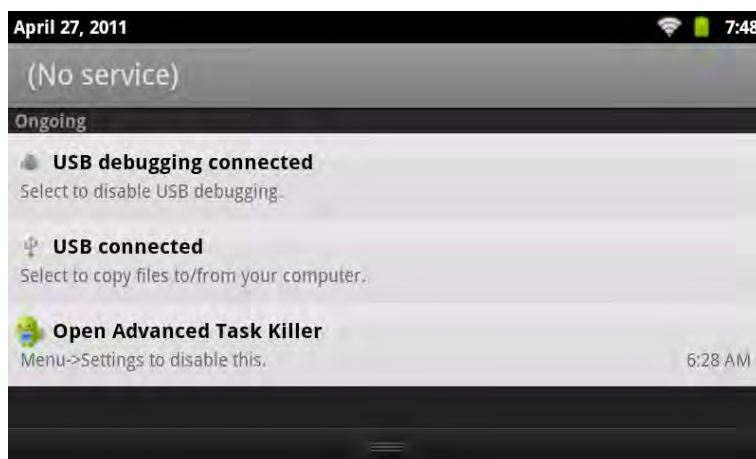 April 27, 2011 7:48
(No service)
Ongoing
USB debugging connected
Select to disable USB debugging.
USB connected
Select to copy files to/from your computer.
Open Advanced Task Killer
Menu->Settings to disable this. 6:28 AM